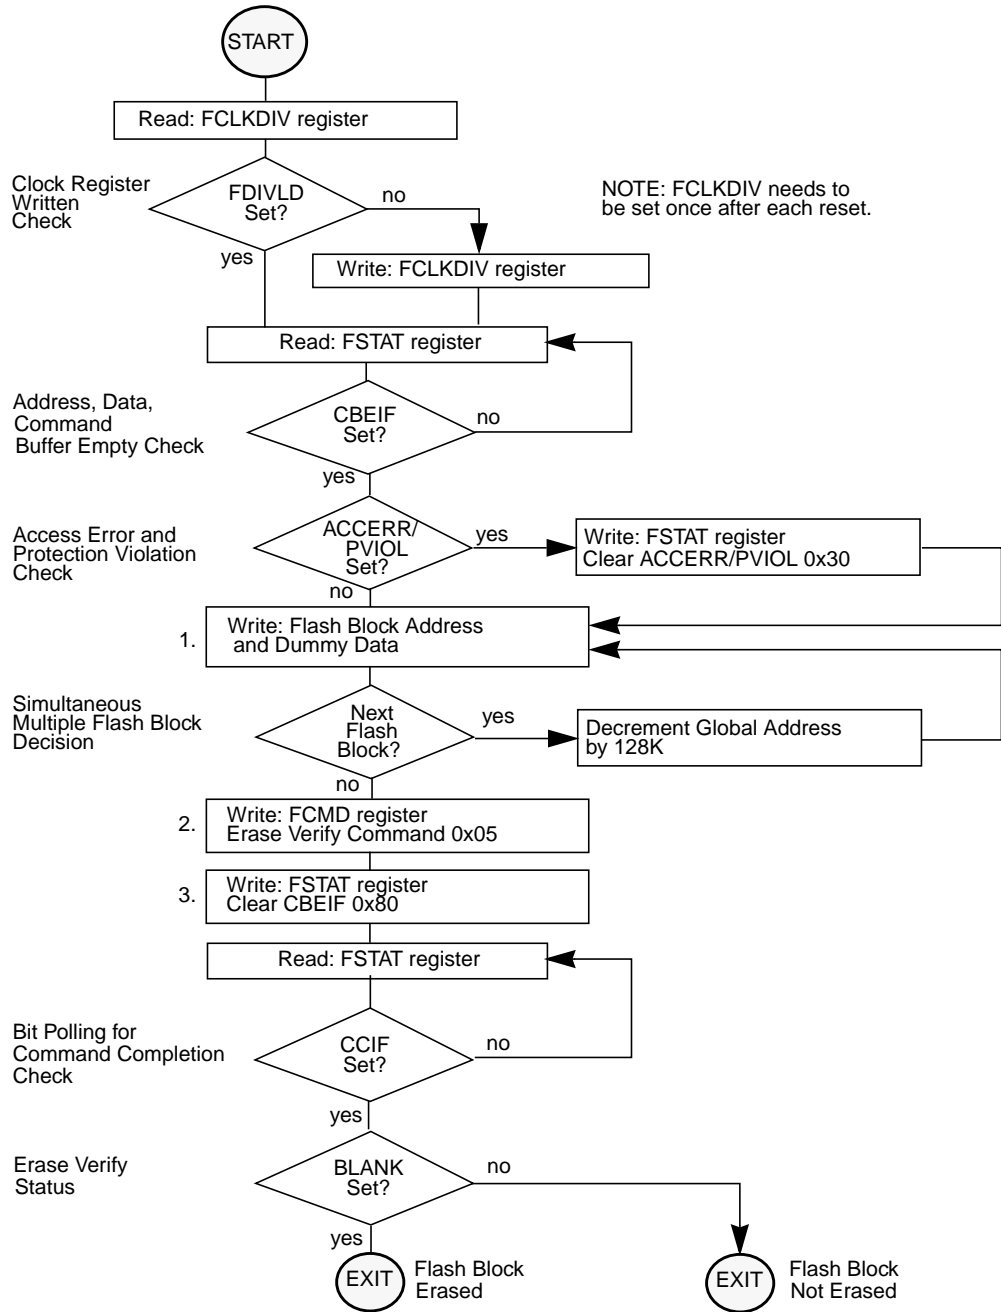 START
Read: FCLKDIV register
Clock Register
Written
Check
FDIVLD
Set?
no
yes
NOTE: FCLKDIV needs to
be set once after each reset.
Write: FCLKDIV register
Read: FSTAT register
Address, Data,
Command
Buffer Empty Check
CBEIF
Set?
no
yes
Access Error and
Protection Violation
Check
ACCERR/
PVIOL
Set?
yes
no
Write: FSTAT register
Clear ACCERR/PVIOL 0x30
1.
Write: Flash Block Address
and Dummy Data
Simultaneous
Multiple Flash Block
Decision
Next
Flash
Block?
yes
no
Decrement Global Address
by 128K
2.
Write: FCMD register
Erase Verify Command 0x05
3.
Write: FSTAT register
Clear CBEIF 0x80
Read: FSTAT register
Bit Polling for
Command Completion
Check
CCIF
Set?
no
yes
Erase Verify
Status
BLANK
Set?
no
yes
EXIT
Flash Block
Erased
EXIT
Flash Block
Not Erased